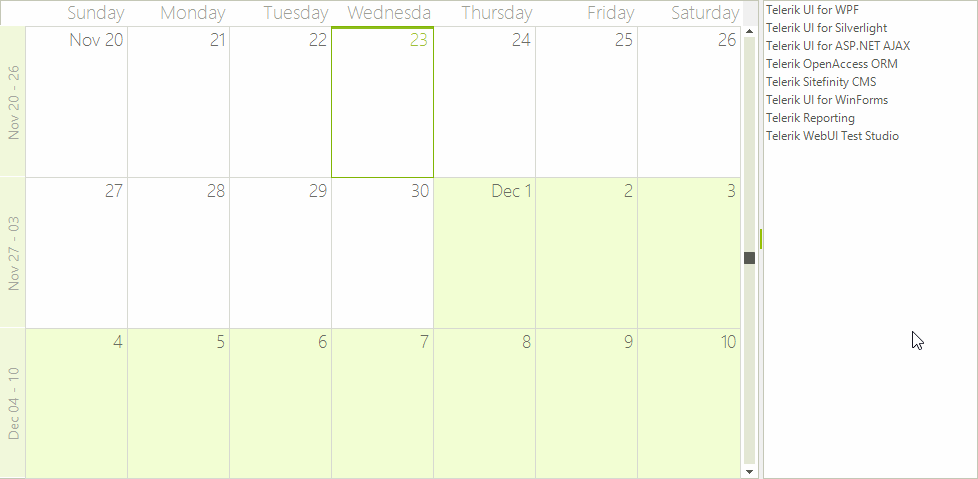 Sunday Monday Tuesday Wednesda Thursday Friday Saturday
Nov 20 - 26
Nov 20 21 22 23 24 25 26
Nov 27 - 03
27 28 29 30 Dec 1 2 3
Dec 04 - 10
4 5 6 7 8 9 10
Telerik UI for WPF
Telerik UI for Silverlight
Telerik UI for ASP.NET AJAX
Telerik OpenAccess ORM
Telerik Sitefinity CMS
Telerik UI for WinForms
Telerik Reporting
Telerik WebUI Test Studio